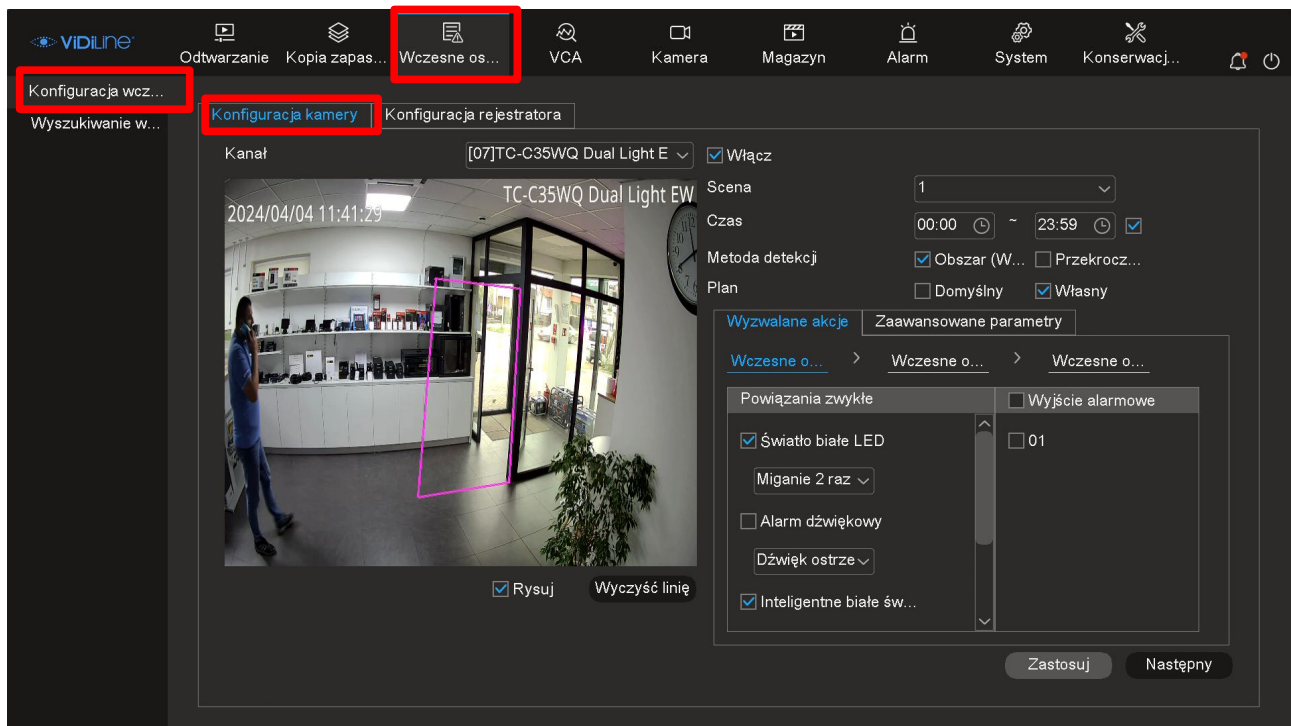 ViDiLINE
Odtwarzanie
Kopia zapas...
Wczesne os...
VCA
Kamera
Magazyn
Alarm
System
Konserwacj...
Konfiguracja wcz...
Wyszukiwanie w...
Konfiguracja kamery
Konfiguracja rejestratora
Kanał
[07]TC-C35WQ Dual Light E
Włącz
TC-C35WQ Dual Light EW
2024/04/04 11:41:29
Scena
1
Czas
00:00 ~ 23:59
Metoda detekcji
Obszar (W...
Przekrocz...
Plan
Domyślny
Własny
Wyzwalane akcje
Zaawansowane parametry
Wczesne o... > Wczesne o... > Wczesne o...
Powiązania zwykłe
Wyjście alarmowe
Światło białe LED
01
Miganie 2 raz
Alarm dźwiękowy
Dźwięk ostrze
Inteligentne białe św...
Rysuj
Wyczyść linię
Zastosuj
Następny